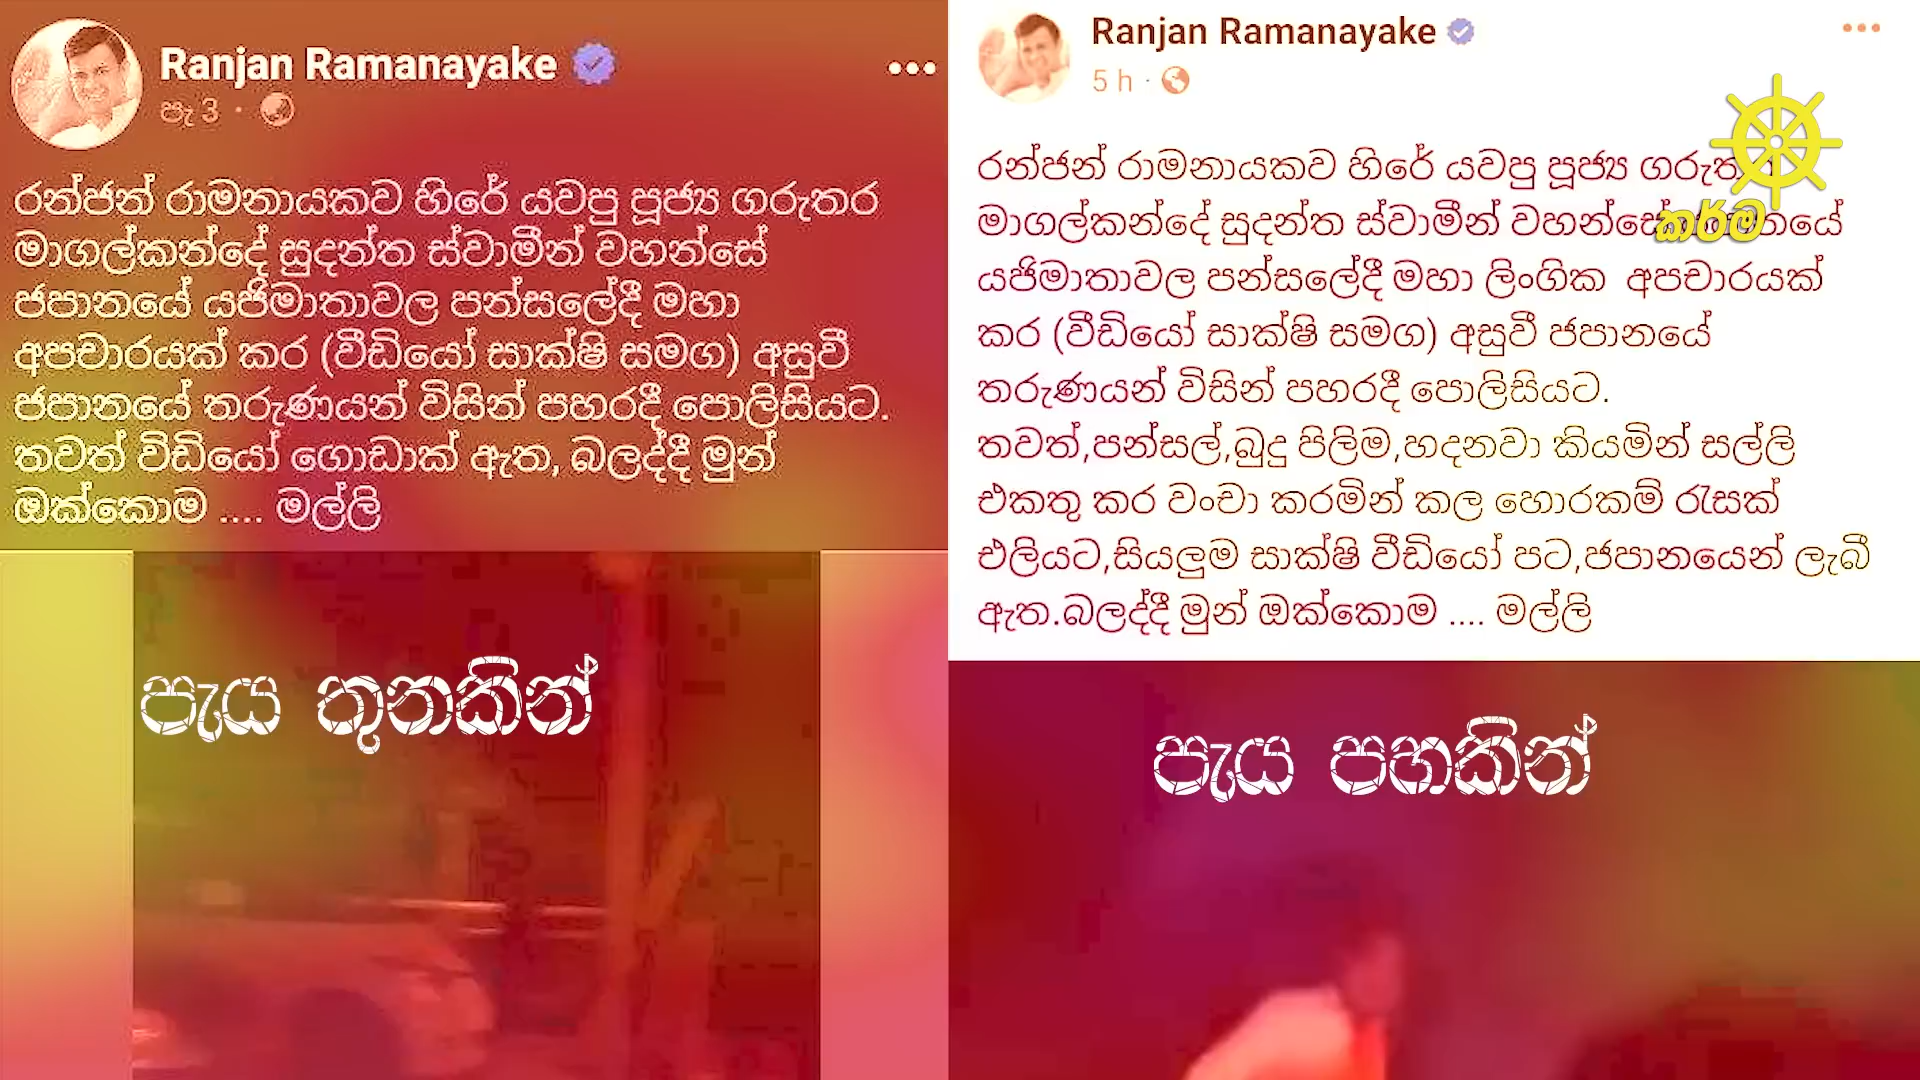 Ranjan Ramanayake
පැ 3
රන්ජන් රාමනායකව හිරේ යවපු පූජ්‍ය ගරුතර
මාගල්කන්දේ සුදන්ත ස්වාමීන් වහන්සේ
ජපානයේ යජිමාතාවල පන්සලේදී මහා
අපචාරයක් කර (වීඩියෝ සාක්ෂි සමග) අසුවී
ජපානයේ තරුණයන් විසින් පහරදී පොලිසියට.
තවත් විඩියෝ ගොඩාක් ඇත, බලද්දී මුන්
ඔක්කොම .... මල්ලි
පැය තුනකින්
Ranjan Ramanayake
5 h
රන්ජන් රාමනායකව හිරේ යවපු පූජ්‍ය
මාගල්කන්දේ සුදන්ත ස්වාමීන් වහන්සේ
යජිමාතාවල පන්සලේදී මහා ලිංගික අපචාරයක්
කර (වීඩියෝ සාක්ෂි සමග) අසුවී ජපානයේ
තරුණයන් විසින් පහරදී පොලිසියට.
තවත්,පන්සල්,බුදු පිලිම,හදනවා කියමින් සල්ලි
එකතු කර වංචා කරමින් කල හොරකම් රැසක්
එලියට,සියලුම සාක්ෂි වීඩියෝ පට,ජපානයෙන් ලැබී
ඇත.බලද්දී මුන් ඔක්කොම .... මල්ලි
පැය පහකින්
කර්ම